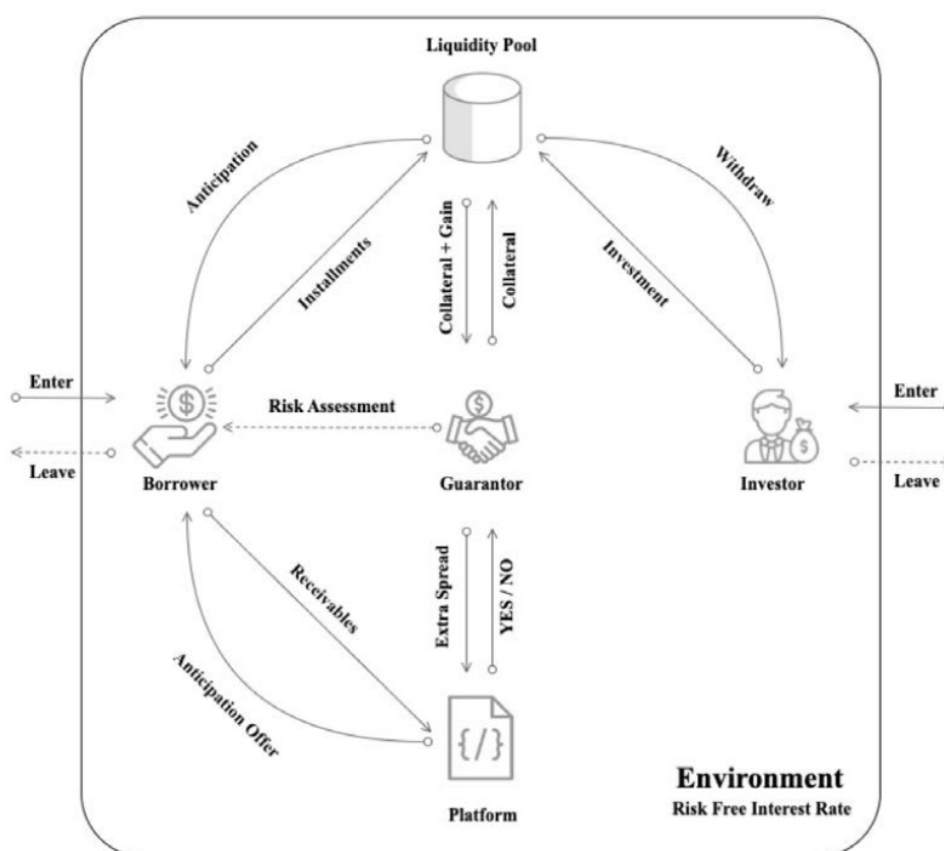 Liquidity Pool
Anticipation
Installments
Collateral + Gain
Collateral
Investment
Withdraw
Enter
Leave
Risk Assessment
Enter
Leave
$
$
$
Borrower
Guarantor
Investor
Receivables
Anticipation Offer
Extra Spread
YES / NO
{/}
Platform
Environment
Risk Free Interest Rate